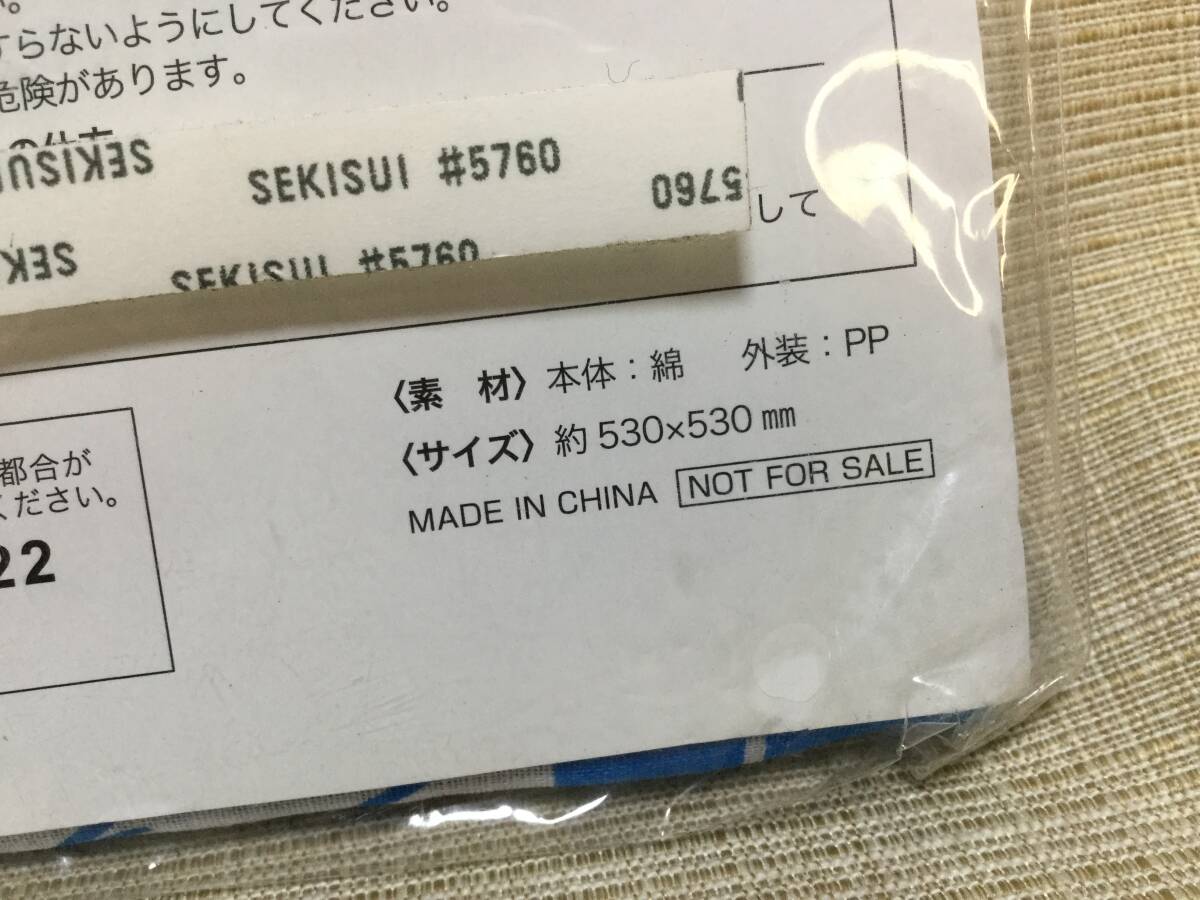 すらないようにしてください。
危険があります。
SEKISUI
SEKISUI #5760
5760
SEKISUI #5760
して
〈素 材〉本体：綿 外装：PP
〈サイズ〉約 530×530 ㎜
MADE IN CHINA NOT FOR SALE
都合が
ください。
22